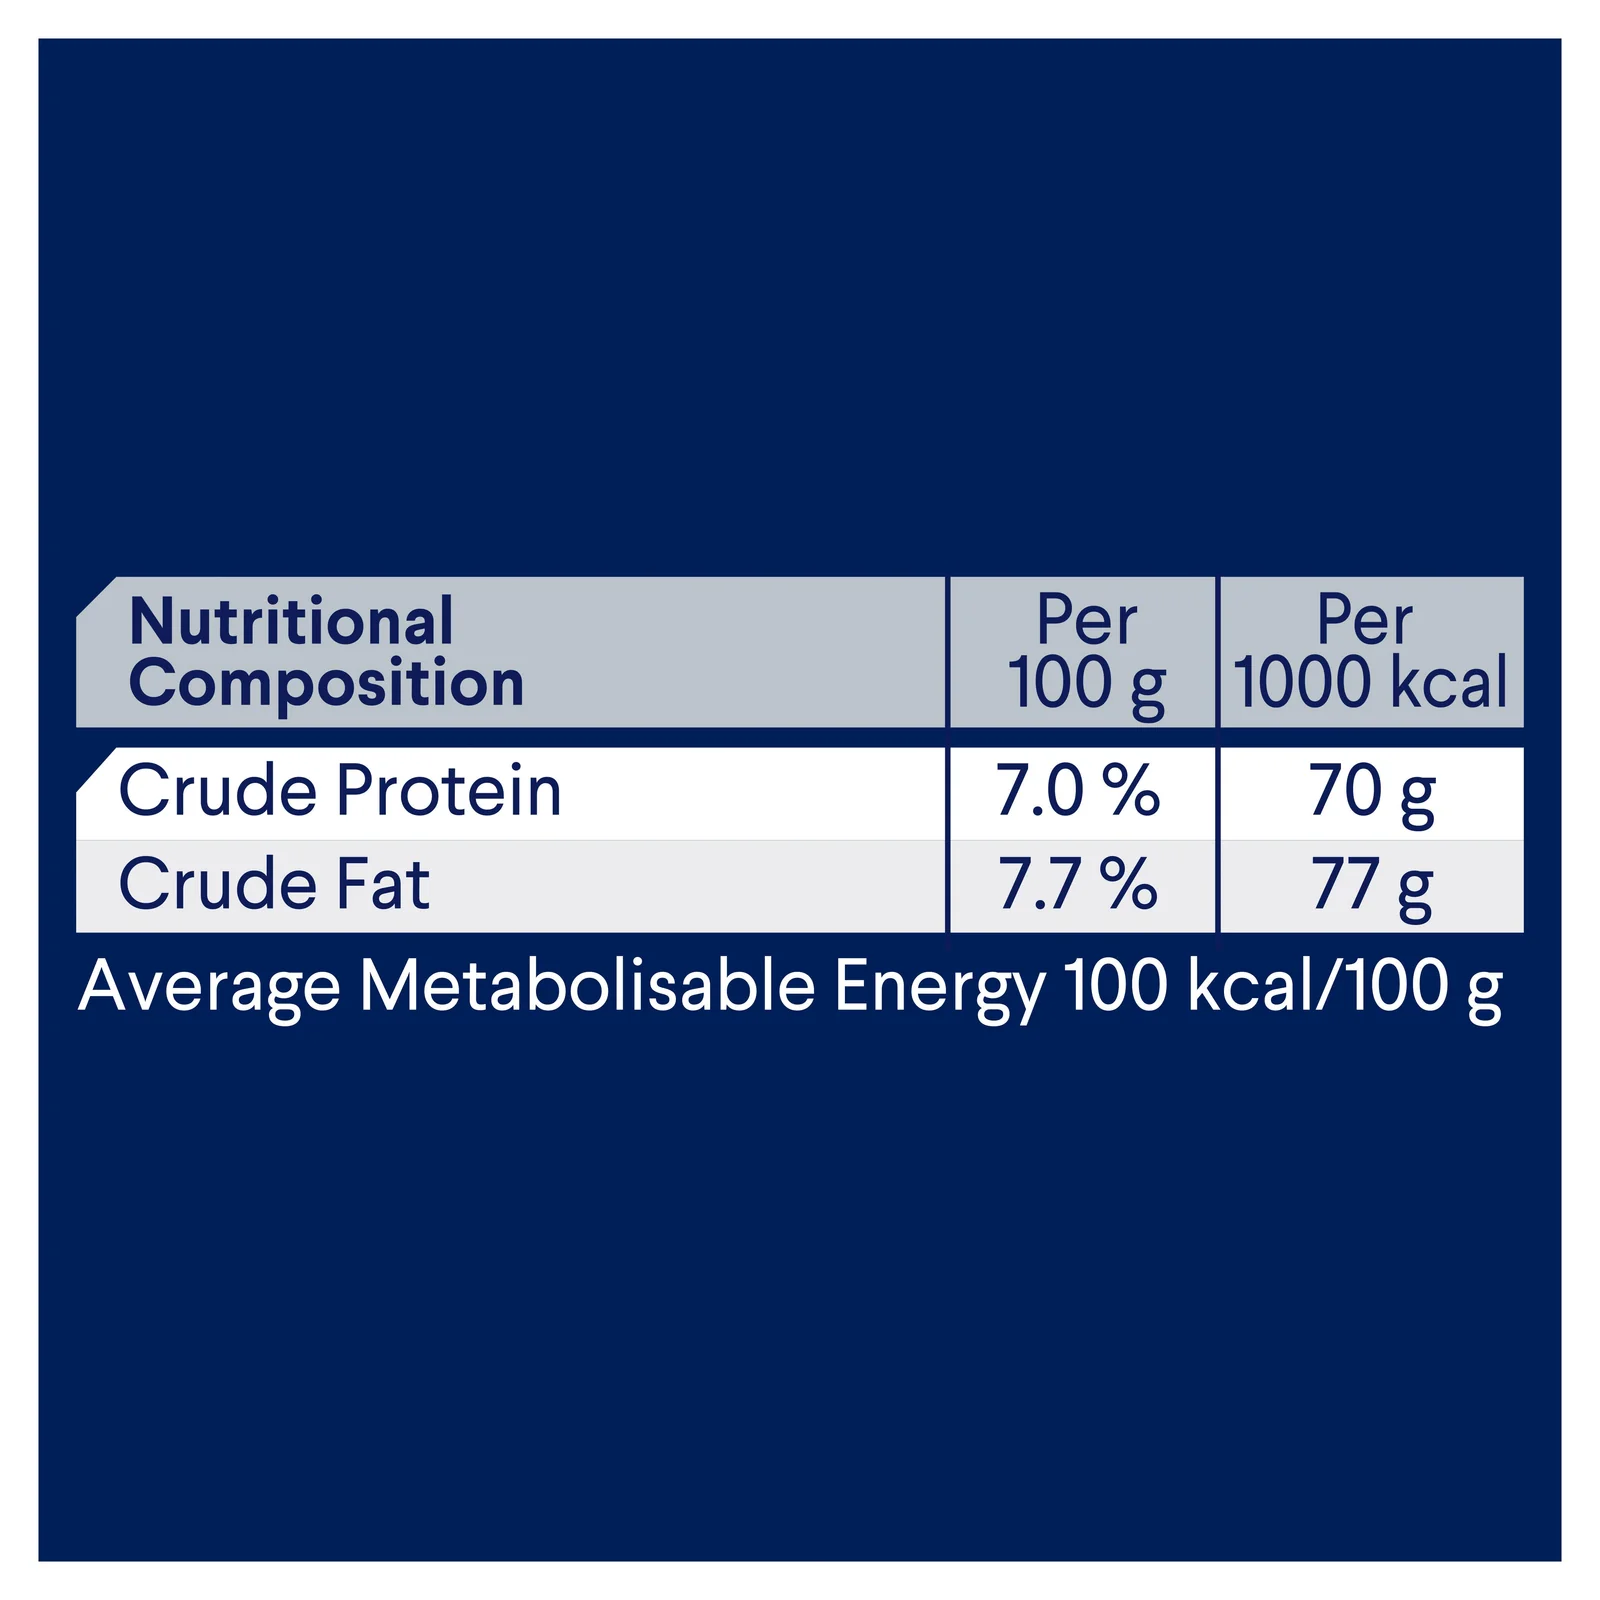 Nutritional
Composition
Per
100 g
Per
1000 kcal
Crude Protein 7.0 % 70 g
Crude Fat 7.7 % 77 g
Average Metabolisable Energy 100 kcal/100 g